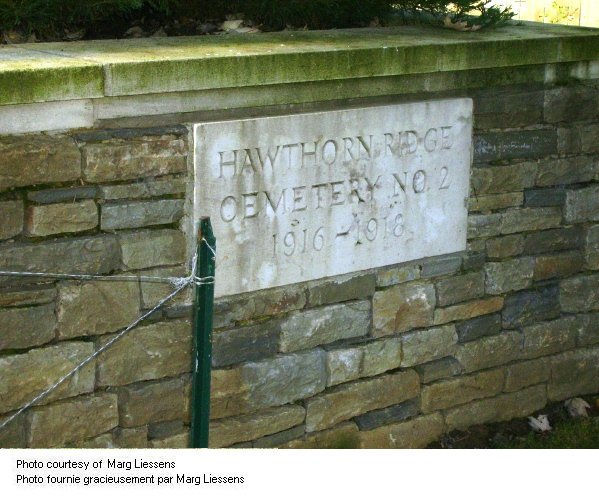 HAWTHORN RIDGE
CEMETERY NO. 2
1916 - 1918
Photo courtesy of Marg Liessens
Photo fournie gracieusement par Marg Liessens